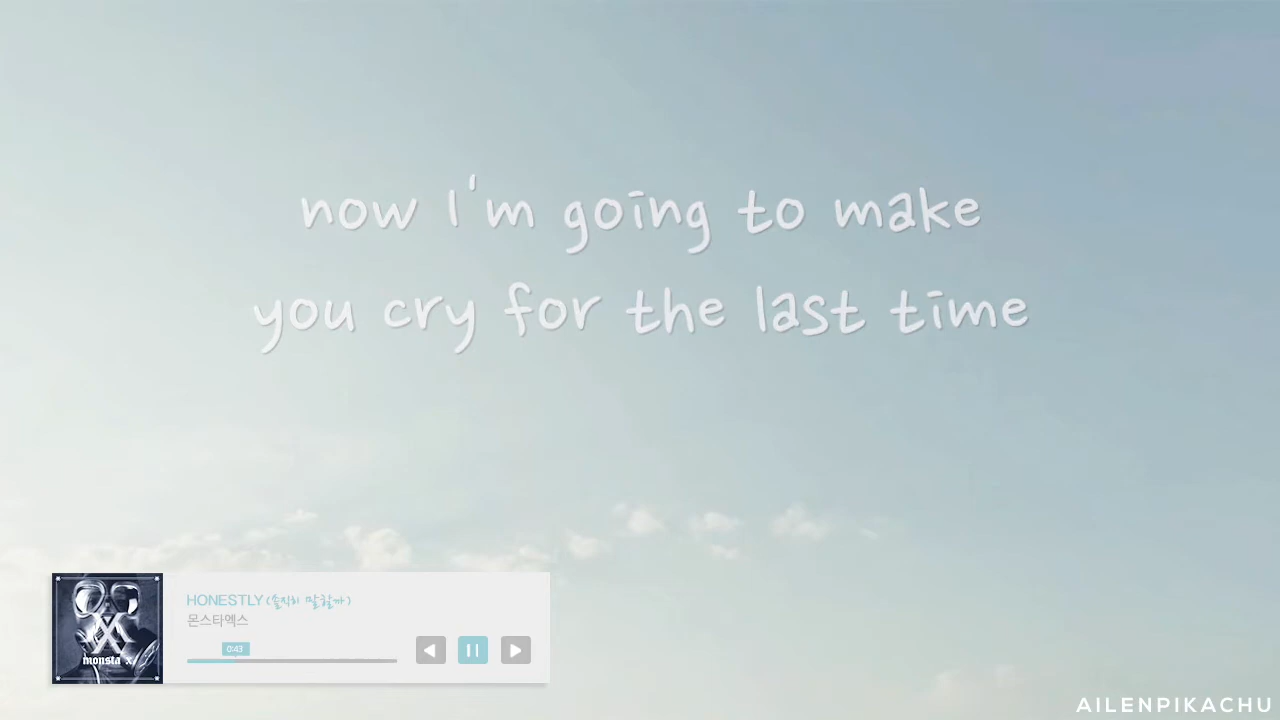 now I'm going to make
you cry for the last time
HONESTLY (솔직히 말할까)
몬스타엑스
0:43
monsta x
AILENPIKACHU